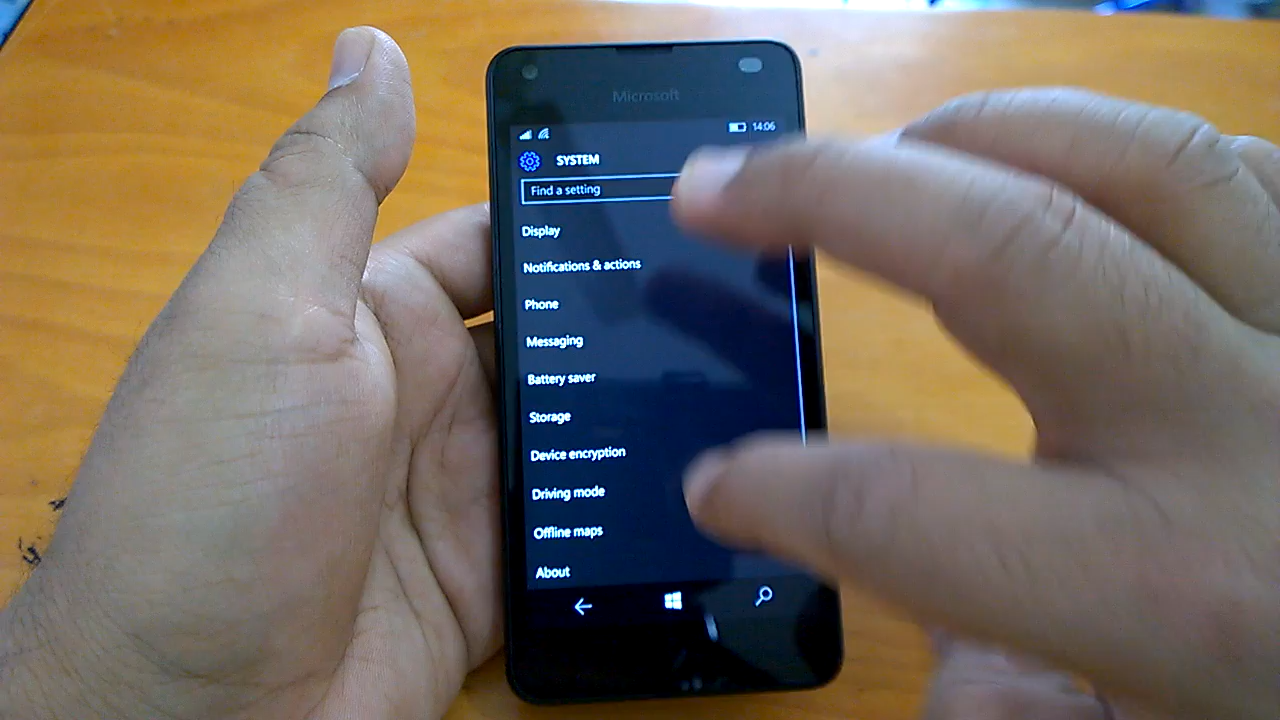 Microsoft
14:06
SYSTEM
Find a setting
Display
Notifications & actions
Phone
Messaging
Battery saver
Storage
Device encryption
Driving mode
Offline maps
About